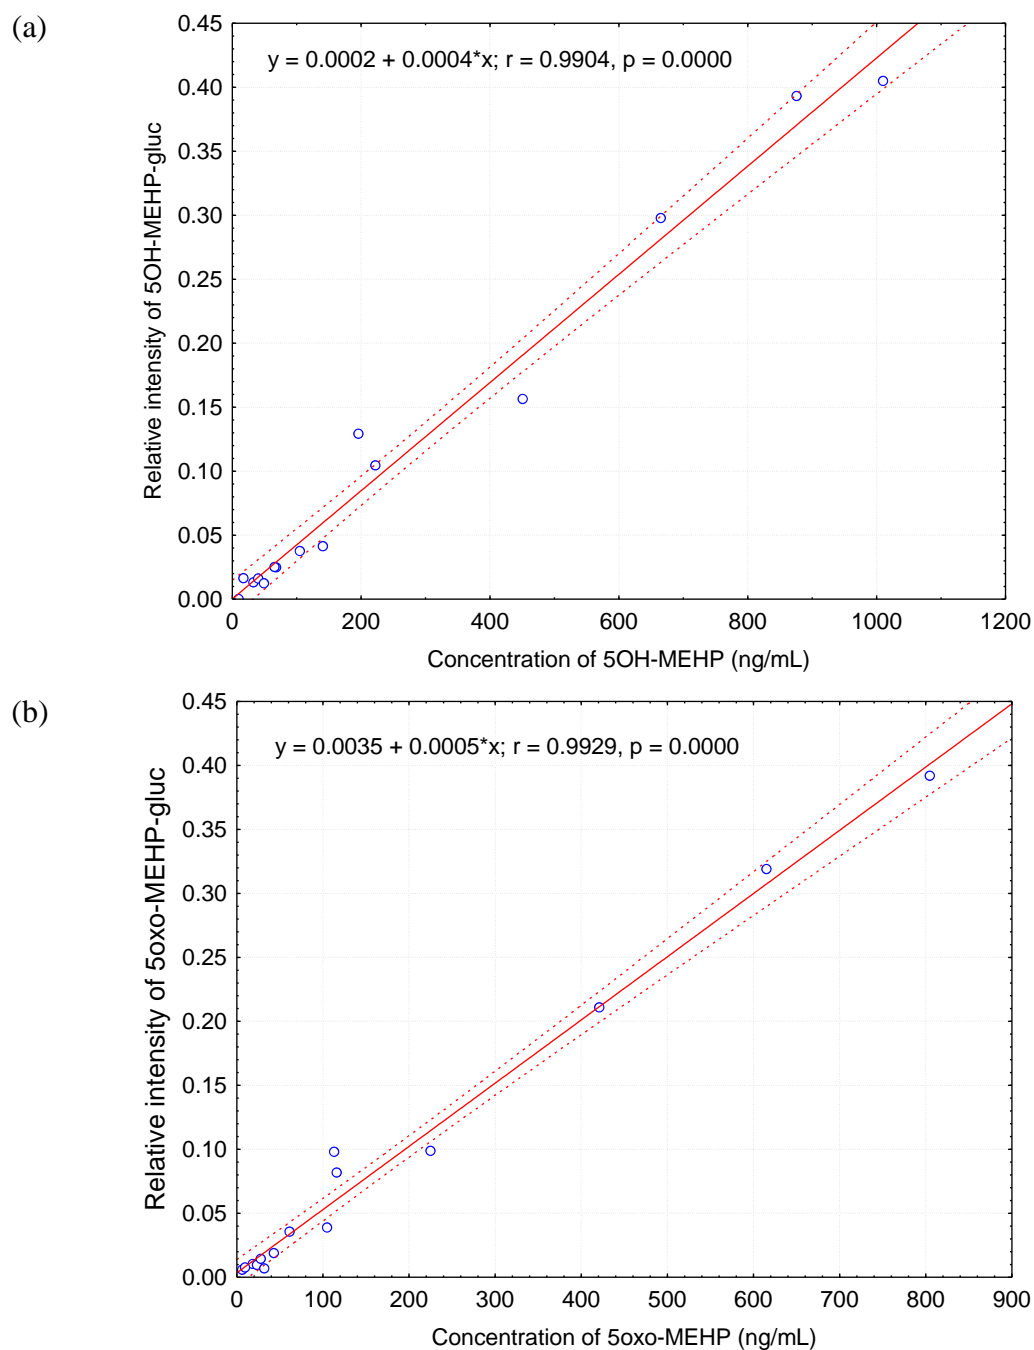 (a)
y = 0.0002 + 0.0004*x; r = 0.9904, p = 0.0000
Relative intensity of 5OH-MEHP-gluc
0.45
0.40
0.35
0.30
0.25
0.20
0.15
0.10
0.05
0.00
0 200 400 600 800 1000 1200
Concentration of 5OH-MEHP (ng/mL)
(b)
y = 0.0035 + 0.0005*x; r = 0.9929, p = 0.0000
Relative intensity of 5oxo-MEHP-gluc
0.45
0.40
0.35
0.30
0.25
0.20
0.15
0.10
0.05
0.00
0 100 200 300 400 500 600 700 800 900
Concentration of 5oxo-MEHP (ng/mL)